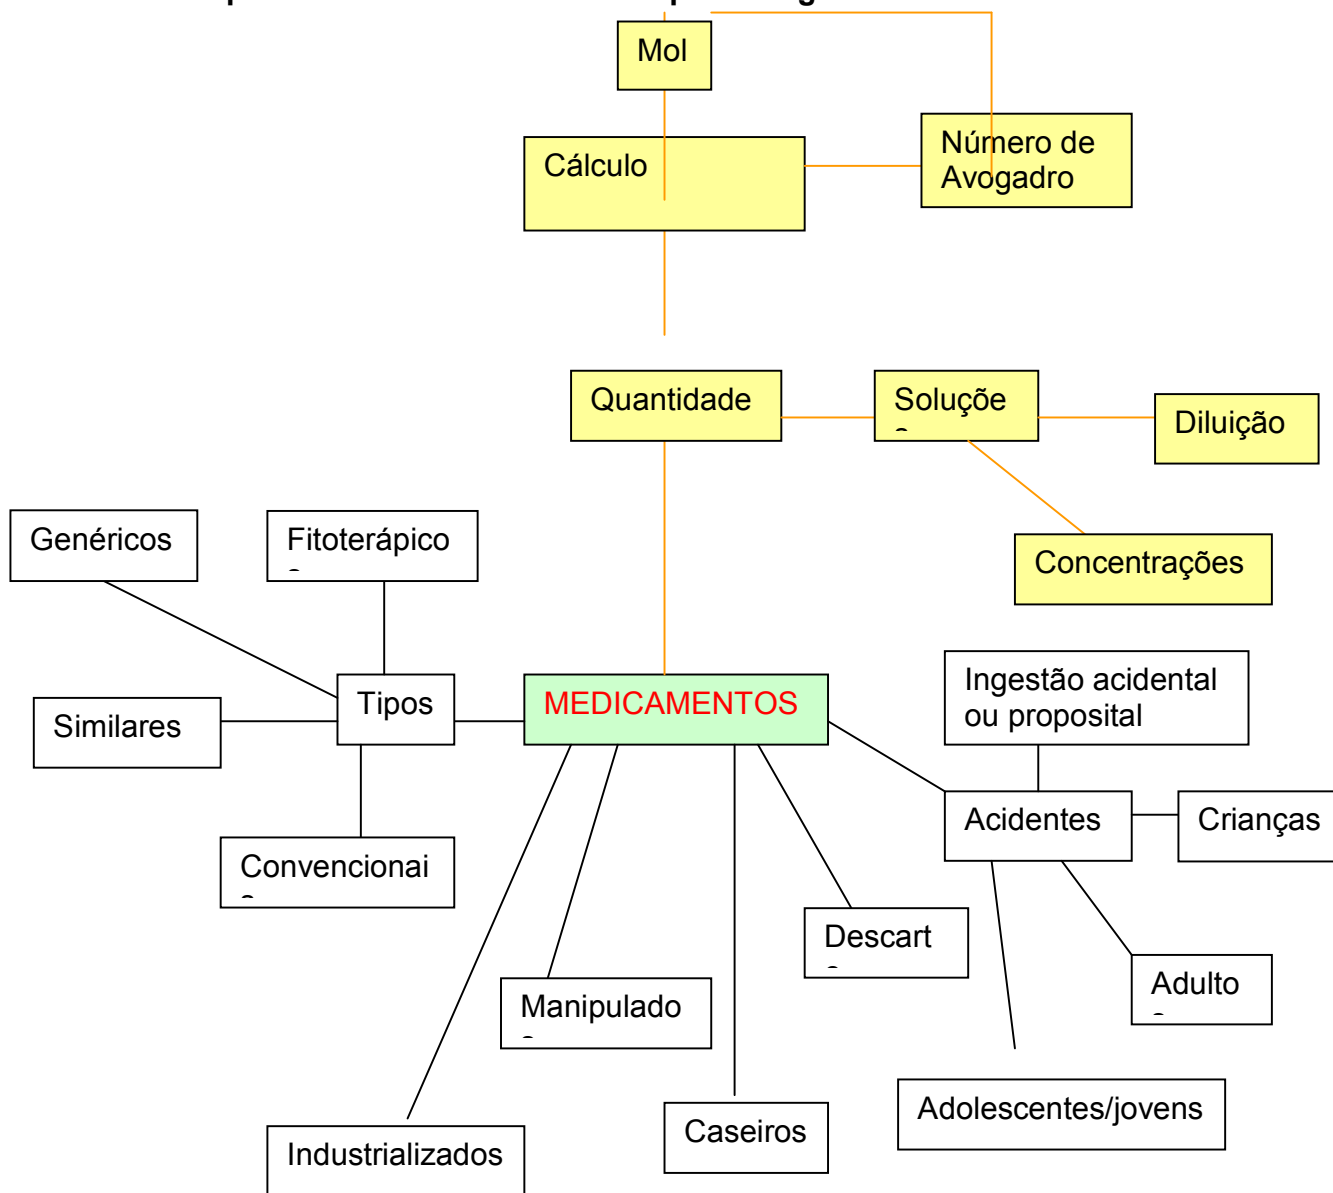 Mol
Número de
Avogadro
Cálculo
Quantidade
Soluçõe
Diluição
Concentrações
Genéricos
Fitoterápico
Ingestão acidental
ou proposital
Tipos
MEDICAMENTOS
Similares
Acidentes
Crianças
Convencionai
Descart
Adulto
Manipulado
Adolescentes/jovens
Caseiros
Industrializados